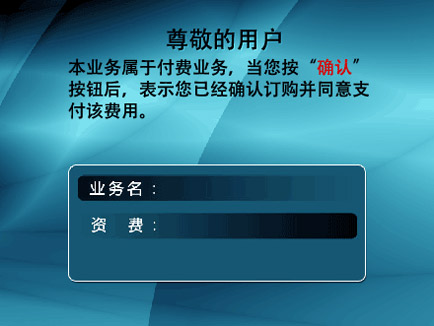 尊敬的用户
本业务属于付费业务，当您按“确认”
按钮后，表示您已经确认订购并同意支
付该费用。
业务名：
资 费：